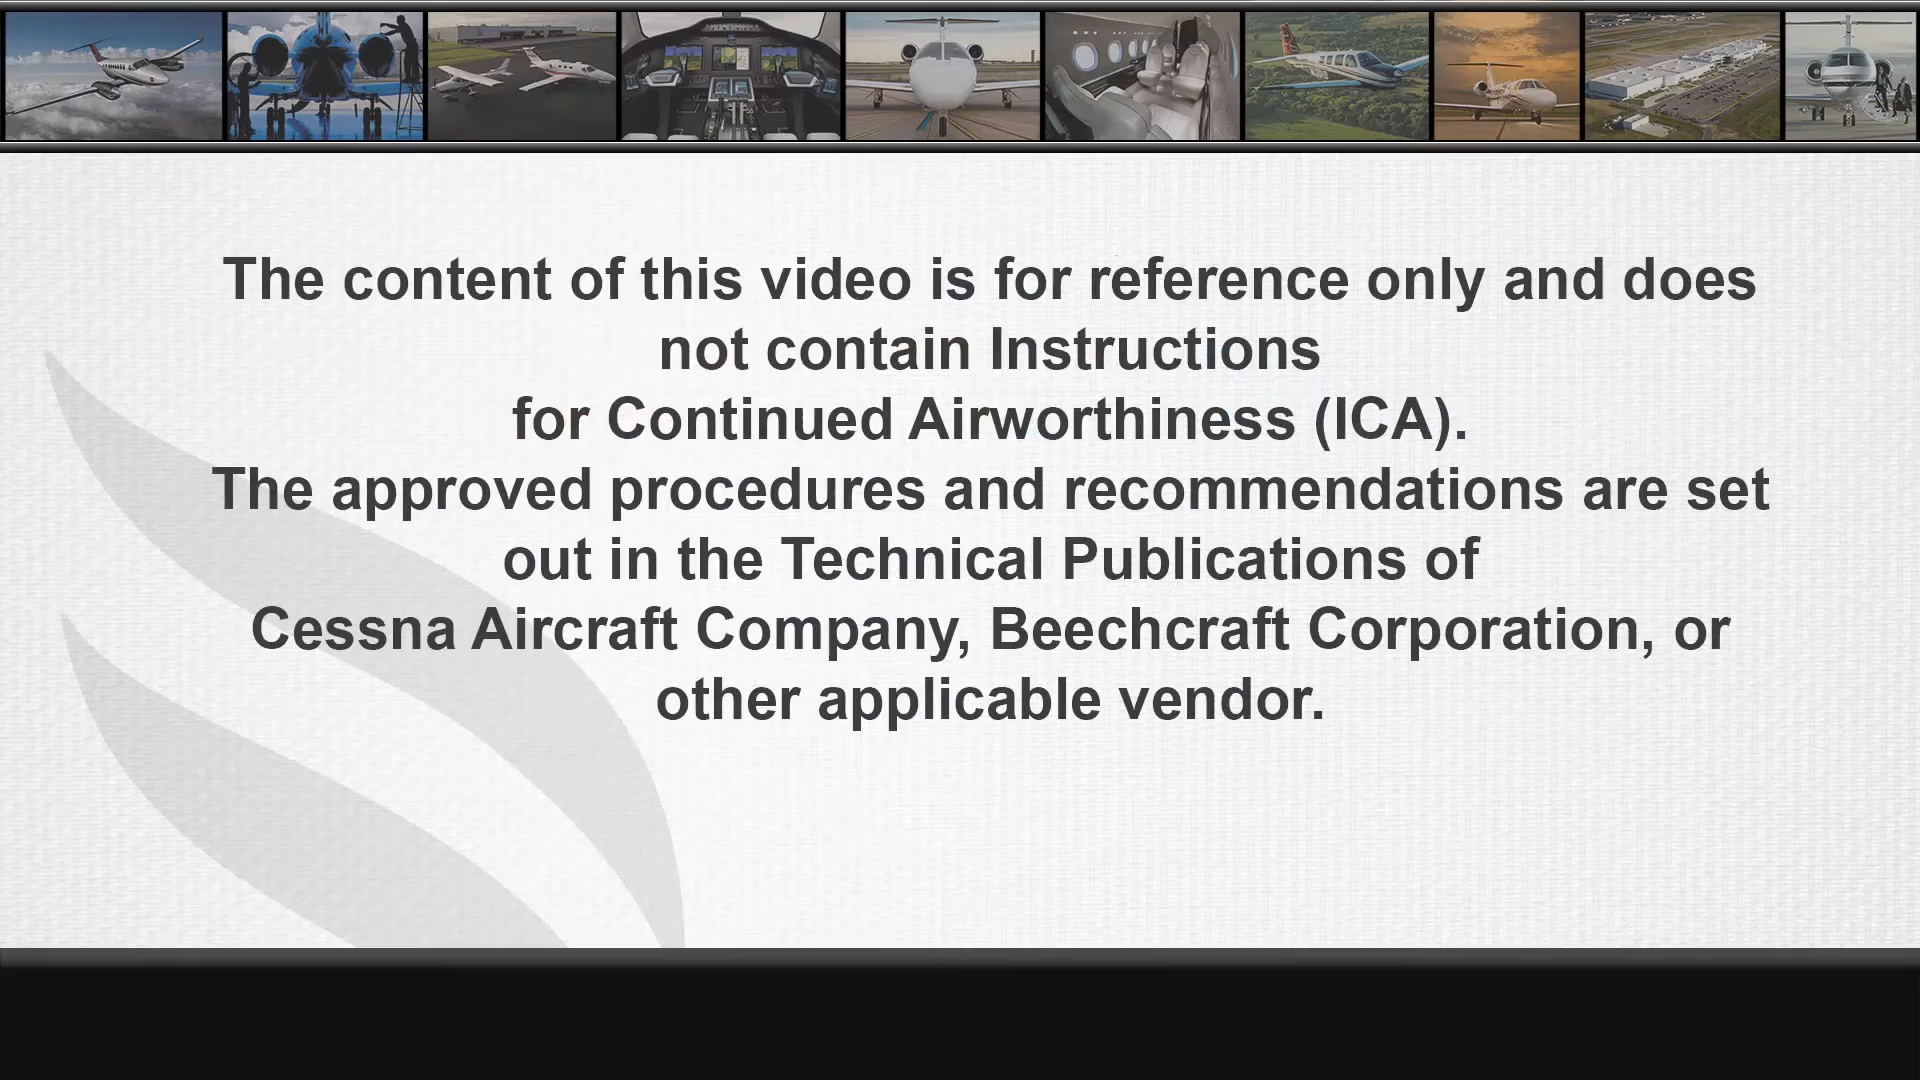 The content of this video is for reference only and does
not contain Instructions
for Continued Airworthiness (ICA).
The approved procedures and recommendations are set
out in the Technical Publications of
Cessna Aircraft Company, Beechcraft Corporation, or
other applicable vendor.